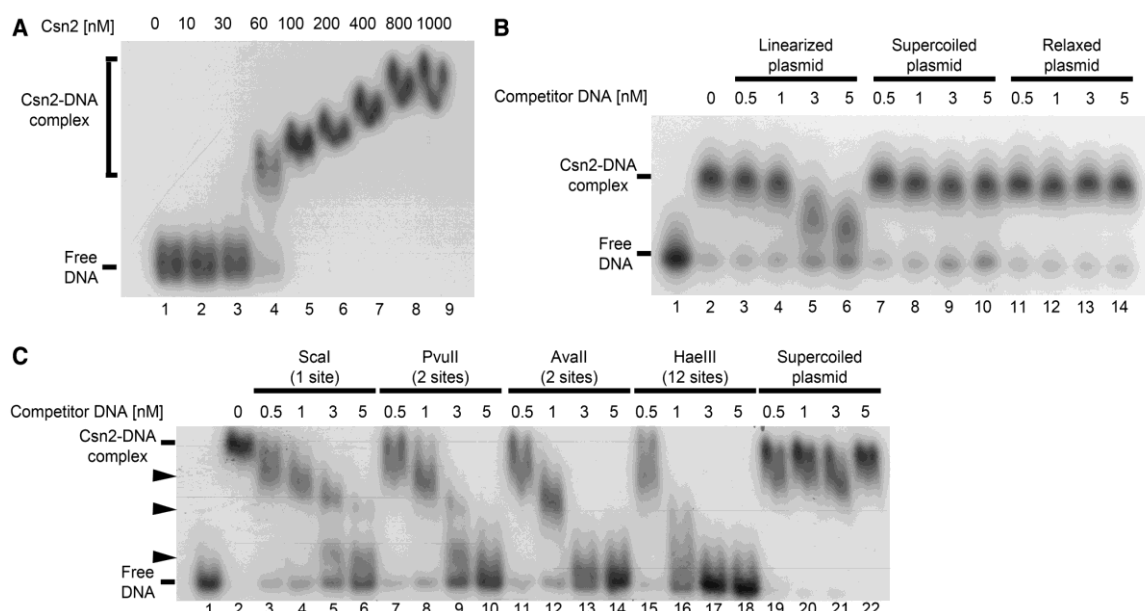 A
Csn2 [nM] 0 10 30 60 100 200 400 800 1000
Csn2-DNA
complex
Free
DNA
1 2 3 4 5 6 7 8 9
B
Linearized
plasmid
Supercoiled
plasmid
Relaxed
plasmid
Competitor DNA [nM] 0 0.5 1 3 5 0.5 1 3 5 0.5 1 3 5
Csn2-DNA
complex
Free
DNA
1 2 3 4 5 6 7 8 9 10 11 12 13 14
C
ScaI
(1 site)
PvuII
(2 sites)
AvaII
(2 sites)
HaeIII
(12 sites)
Supercoiled
plasmid
Competitor DNA [nM] 0 0.5 1 3 5 0.5 1 3 5 0.5 1 3 5 0.5 1 3 5 0.5 1 3 5
Csn2-DNA
complex
Free
DNA
1 2 3 4 5 6 7 8 9 10 11 12 13 14 15 16 17 18 19 20 21 22